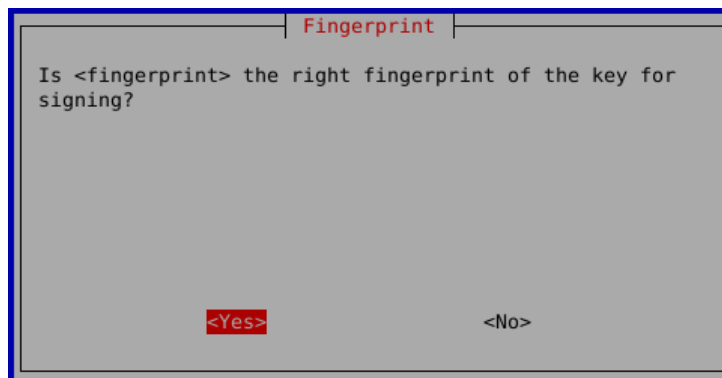 Fingerprint
Is <fingerprint> the right fingerprint of the key for
signing?
<Yes> <No>